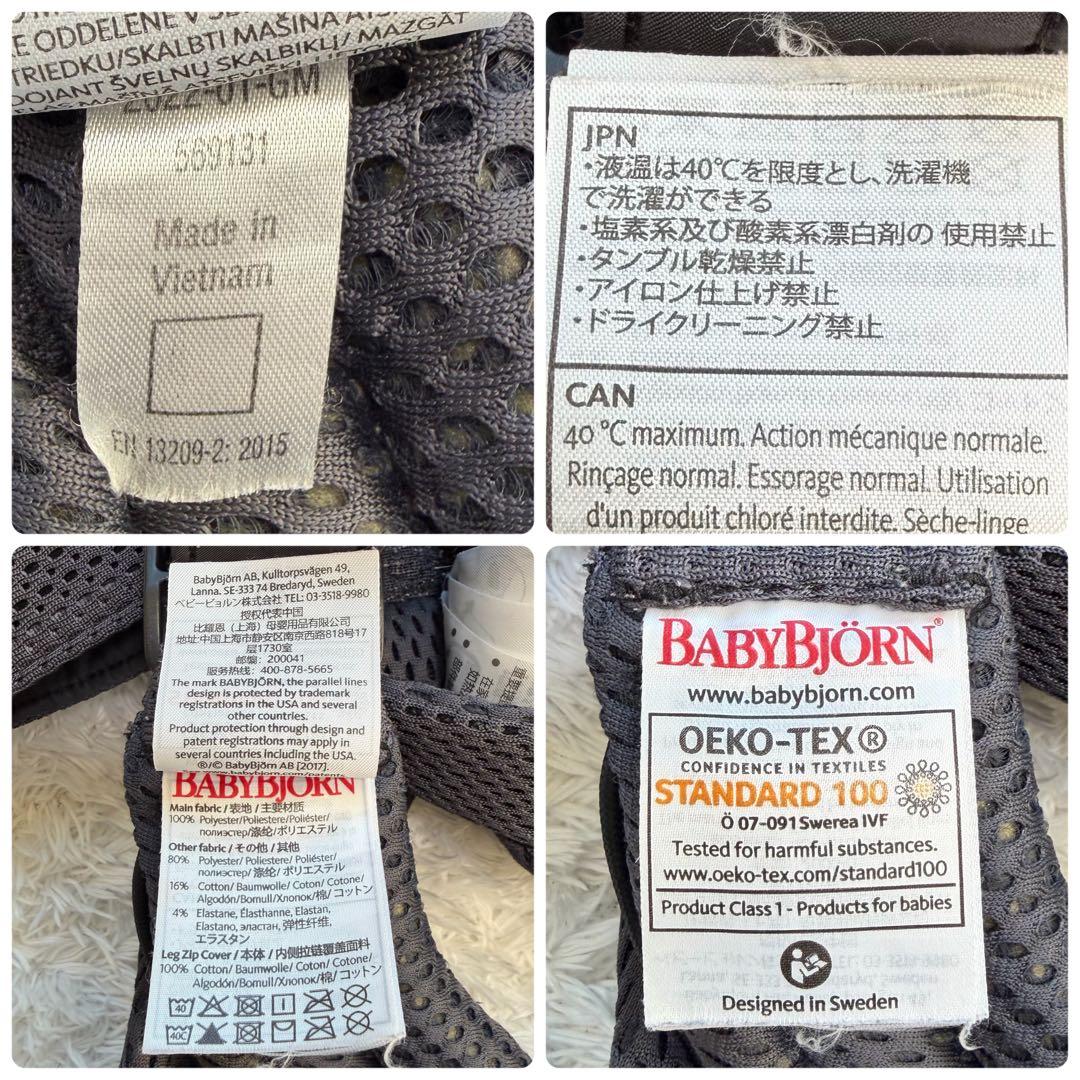 E ODDELENE V
TRIEDKU/SKALBTI MAŠINA ATS
DOJANT ŠVELNŲ SKALBIKLĮ/ MAZGĀT
2022-01-GM
569131
Made in
Vietnam
EN 13209-2: 2015
JPN
・液温は40℃を限度とし、洗濯機
で洗濯ができる
・塩素系及び酸素系漂白剤の 使用禁止
・タンブル乾燥禁止
・アイロン仕上げ禁止
・ドライクリーニング禁止
CAN
40 °C maximum. Action mécanique normale.
Rinçage normal. Essorage normal. Utilisation
d'un produit chloré interdite. Sèche-linge
BabyBjörn AB, Kulltorpsvägen 49,
Lanna. SE-333 74 Bredaryd, Sweden
ベビービョルン株式会社 TEL: 03-3518-9980
授权代表中国
比耀恩（上海）母婴用品有限公司
地址:中国上海市静安区南京西路818号17
层1730室
邮编：200041
服务热线：400-878-5665
The mark BABYBJÖRN, the parallel lines
design is protected by trademark
registrations in the USA and several
other countries.
Product protection through design and
patent registrations may apply in
several countries including the USA.
®/© BabyBjörn AB [2017].
www.babybjorn.com/patents
BABYBJÖRN
Main fabric / 表地 / 主要材质
100% Polyester/Poliestere/Poliéster/
полиэстер/涤纶/ポリエステル
Other fabric / その他 / 其他
80% Polyester/Poliestere/Poliéster/
полиэстер/涤纶/ポリエステル
16% Cotton/Baumwolle/Coton/Cotone/
Algodón/Bomull/Хлопок/棉/コットン
4% Elastane, Élasthanne, Elastan,
Elastano, эластан, 弹性纤维,
エラスタン
Leg Zip Cover / 本体 / 内侧拉链覆盖面料
100% Cotton/Baumwolle/Coton/Cotone/
Algodón/Bomull/Хлопок/棉/コットン
40
40C
BABYBJÖRN®
www.babybjorn.com
OEKO-TEX®
CONFIDENCE IN TEXTILES
STANDARD 100
Ö 07-091 Swerea IVF
Tested for harmful substances.
www.oeko-tex.com/standard100
Product Class 1 - Products for babies
Designed in Sweden